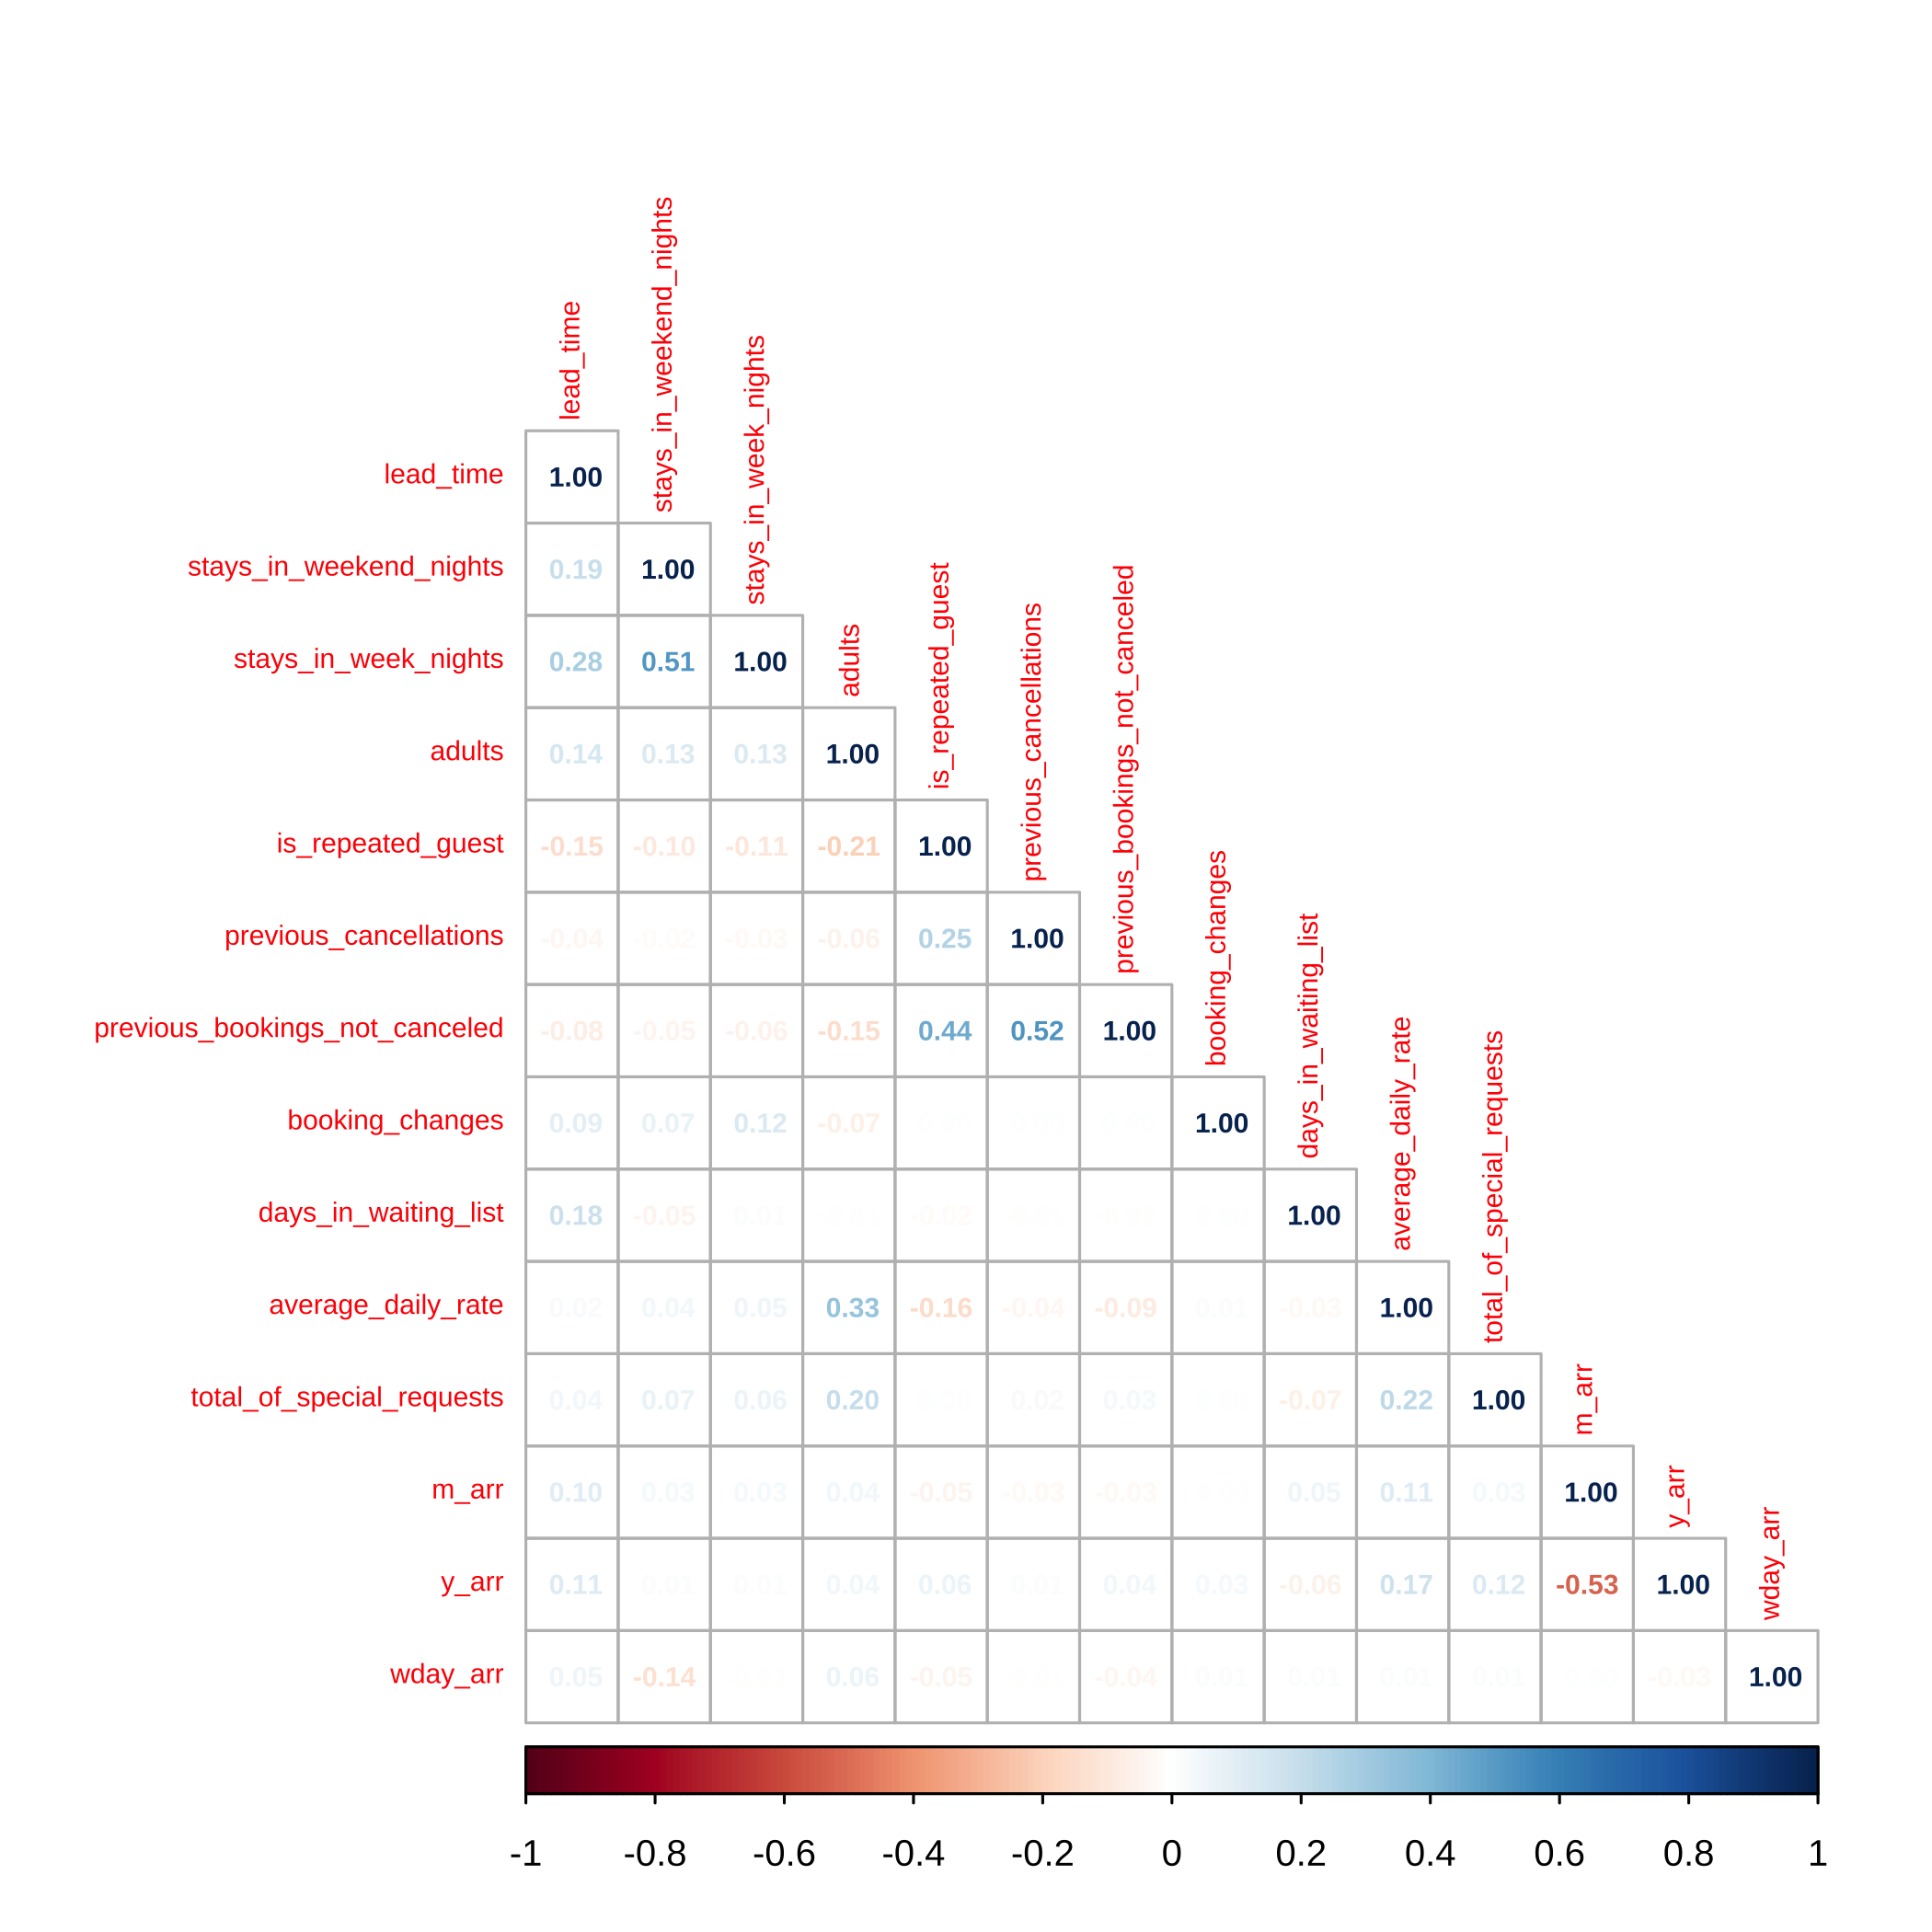 lead_time
stays_in_weekend_nights
stays_in_week_nights
adults
is_repeated_guest
previous_cancellations
previous_bookings_not_canceled
booking_changes
days_in_waiting_list
average_daily_rate
total_of_special_requests
m_arr
y_arr
wday_arr
lead_time 1.00
stays_in_weekend_nights 0.19 1.00
stays_in_week_nights 0.28 0.51 1.00
adults 0.14 0.13 0.13 1.00
is_repeated_guest -0.15 -0.10 -0.11 -0.21 1.00
previous_cancellations -0.04 -0.02 -0.03 -0.06 0.25 1.00
previous_bookings_not_canceled -0.08 -0.05 -0.06 -0.15 0.44 0.52 1.00
booking_changes 0.09 0.07 0.12 -0.07 1.00
days_in_waiting_list 0.18 -0.05 0.01 -0.02 1.00
average_daily_rate 0.02 0.04 0.05 0.33 -0.16 -0.04 -0.09 0.01 -0.03 1.00
total_of_special_requests 0.04 0.07 0.06 0.20 0.02 0.03 -0.07 0.22 1.00
m_arr 0.10 0.03 0.03 0.04 -0.05 -0.03 -0.03 0.05 0.11 0.03 1.00
y_arr 0.11 0.01 0.01 0.04 0.06 0.01 0.04 0.03 -0.06 0.17 0.12 -0.53 1.00
wday_arr 0.05 -0.14 0.06 -0.05 -0.04 0.01 0.01 0.01 0.01 -0.03 1.00
-1 -0.8 -0.6 -0.4 -0.2 0 0.2 0.4 0.6 0.8 1